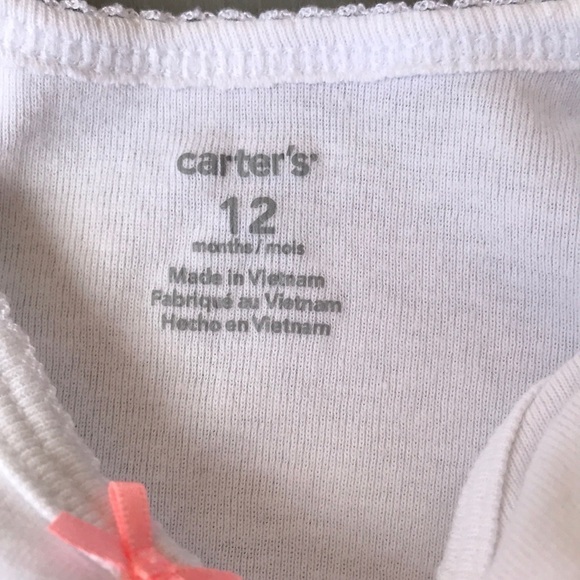 carter's
12
months / mois
Made in Vietnam
Fabriqué au Vietnam
Hecho en Vietnam